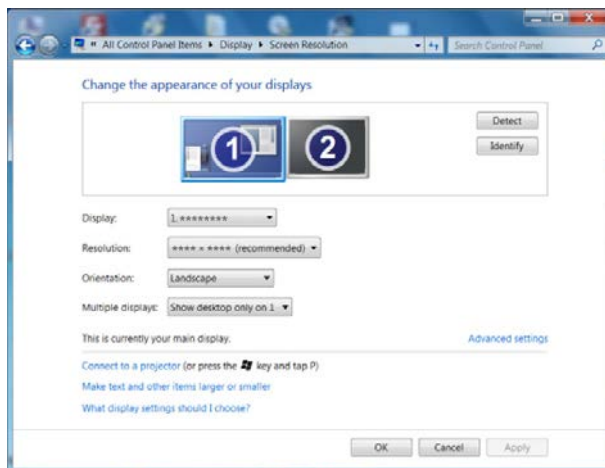 « All Control Panel Items ▸ Display ▸ Screen Resolution
Search Control Panel
Change the appearance of your displays
1
2
Detect
Identify
Display: 1. ********
Resolution: **** × **** (recommended)
Orientation: Landscape
Multiple displays: Show desktop only on 1
This is currently your main display.
Advanced settings
Connect to a projector (or press the key and tap P)
Make text and other items larger or smaller
What display settings should I choose?
OK
Cancel
Apply